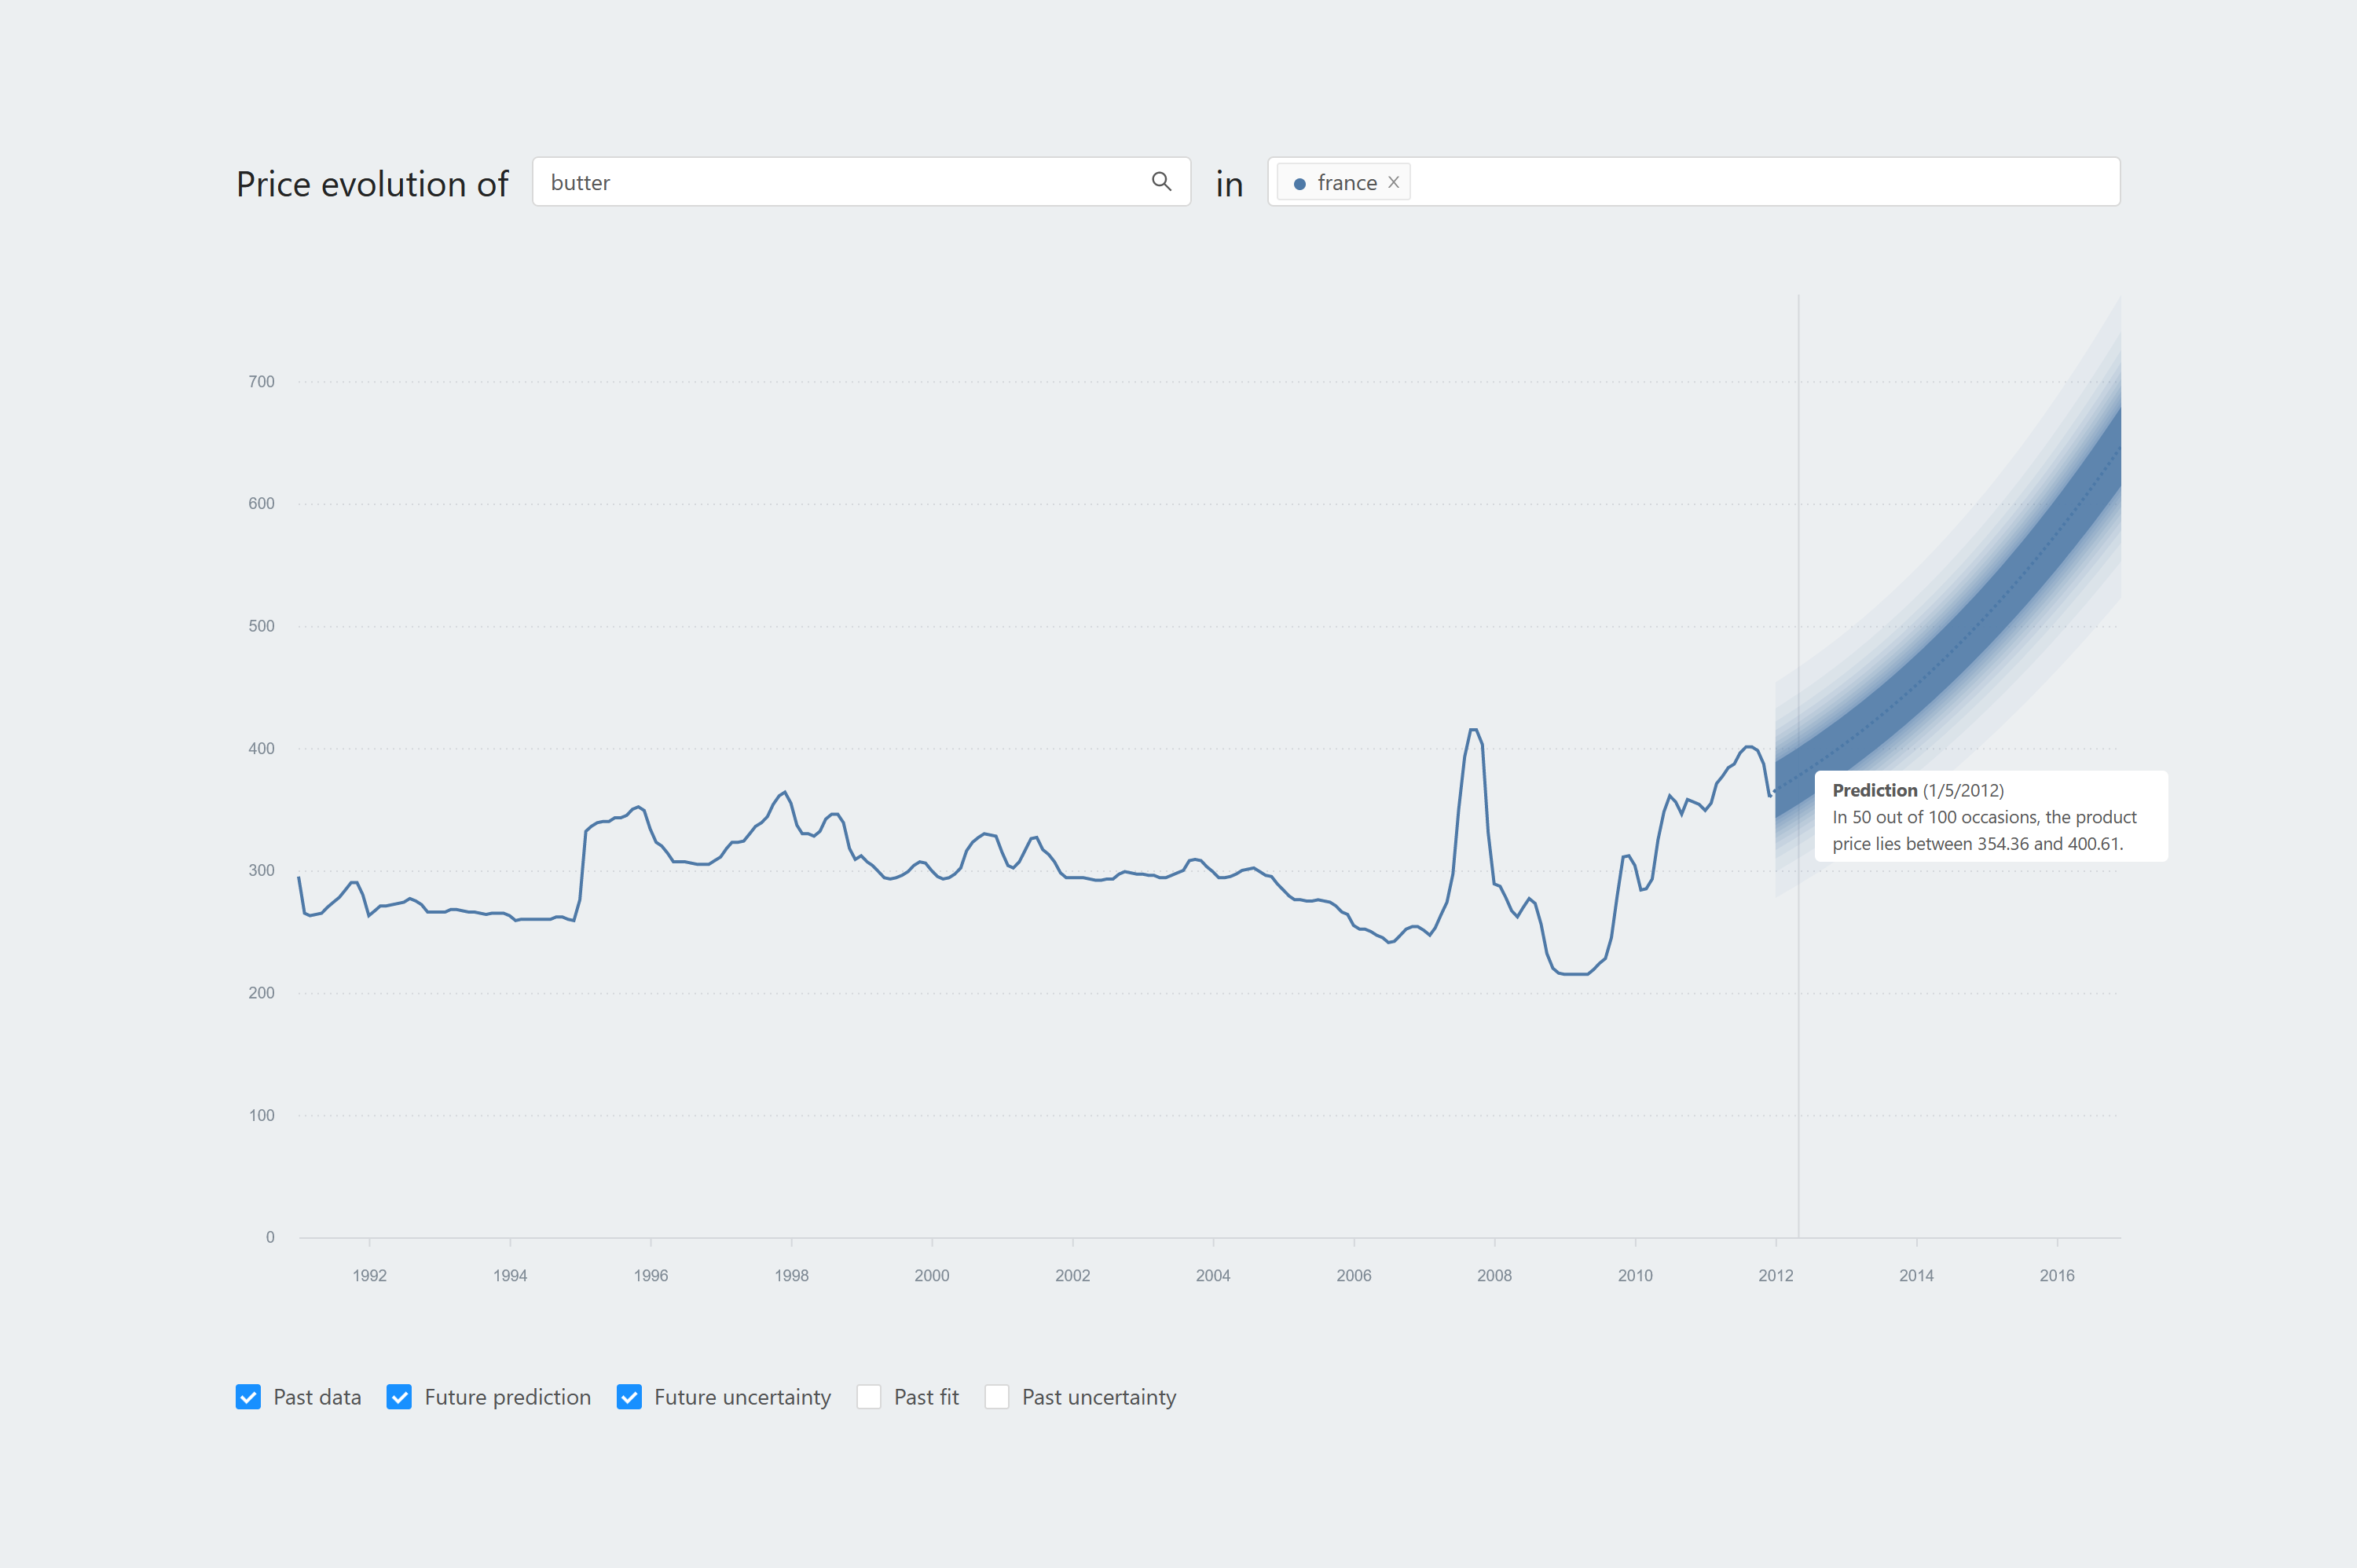 Price evolution of butter in france
700
600
500
400
Prediction (1/5/2012)
In 50 out of 100 occasions, the product
price lies between 354.36 and 400.61.
300
200
100
0
1992 1994 1996 1998 2000 2002 2004 2006 2008 2010 2012 2014 2016
Past data Future prediction Future uncertainty Past fit Past uncertainty